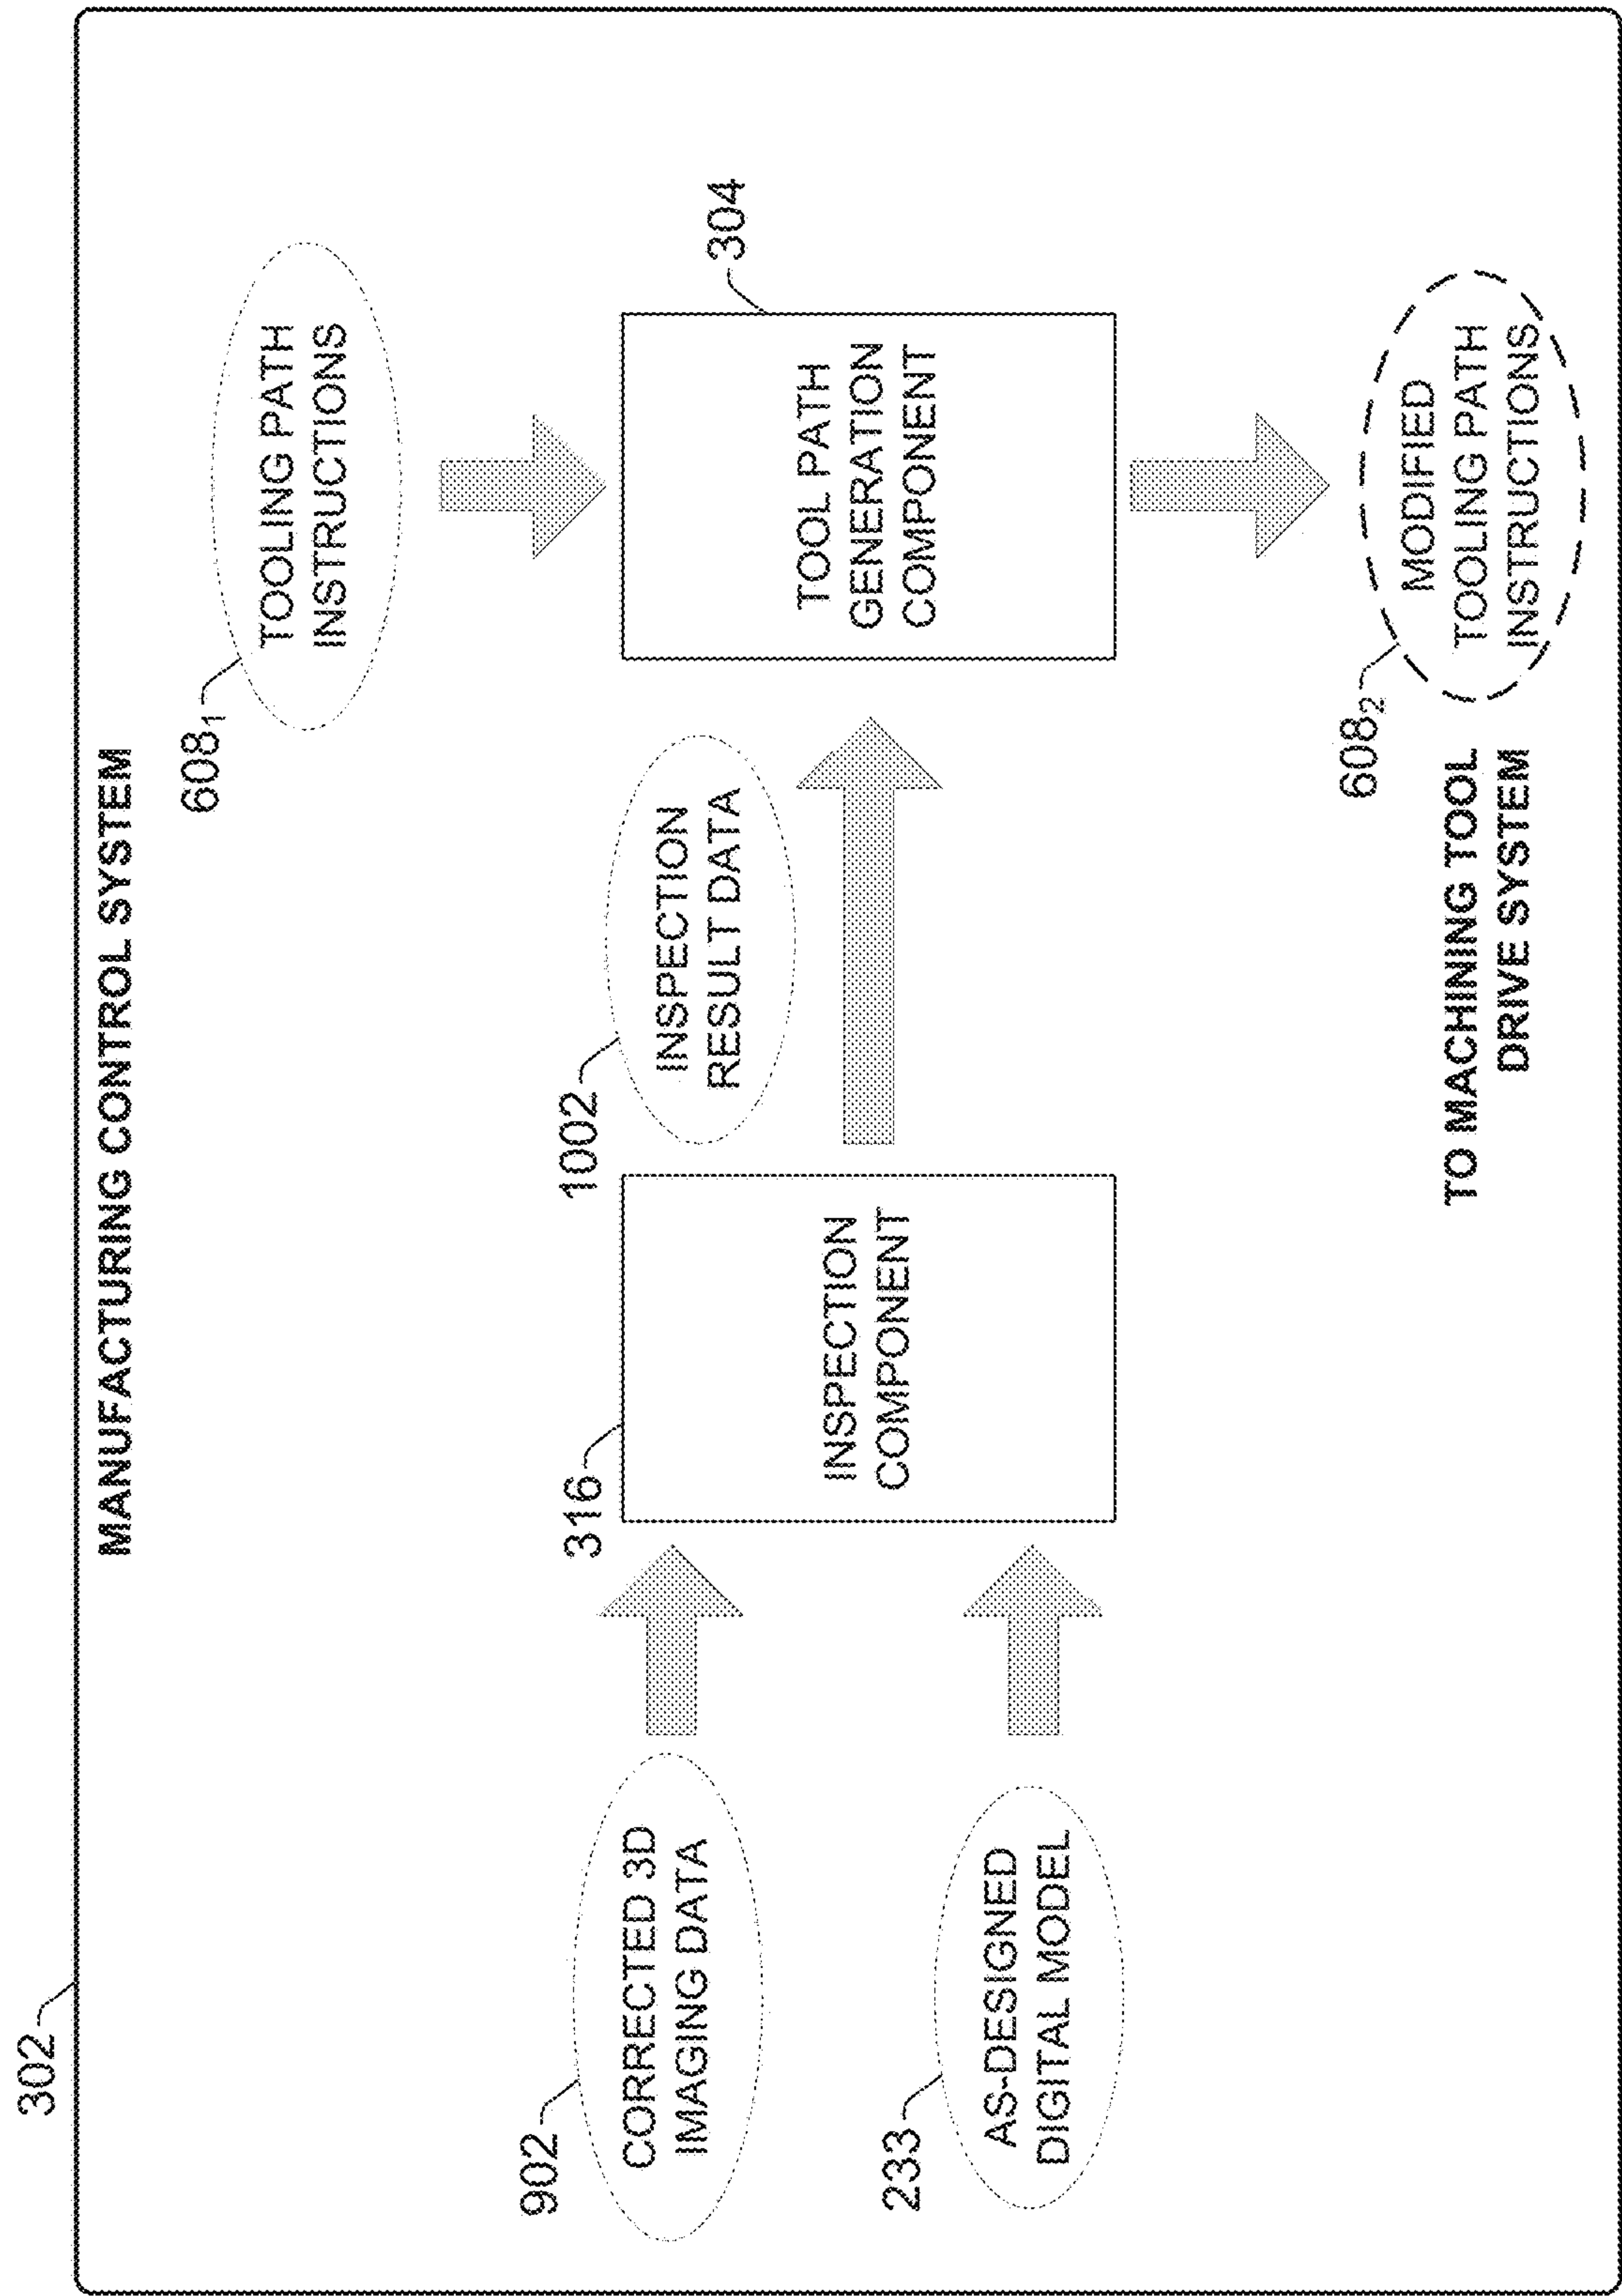 302
MANUFACTURING CONTROL SYSTEM
608₁
TOOLING PATH
INSTRUCTIONS
902
CORRECTED 3D
IMAGING DATA
316
INSPECTION
COMPONENT
1002
INSPECTION
RESULT DATA
304
TOOL PATH
GENERATION
COMPONENT
233
AS-DESIGNED
DIGITAL MODEL
608₂
MODIFIED
TOOLING PATH
INSTRUCTIONS
TO MACHINING TOOL
DRIVE SYSTEM